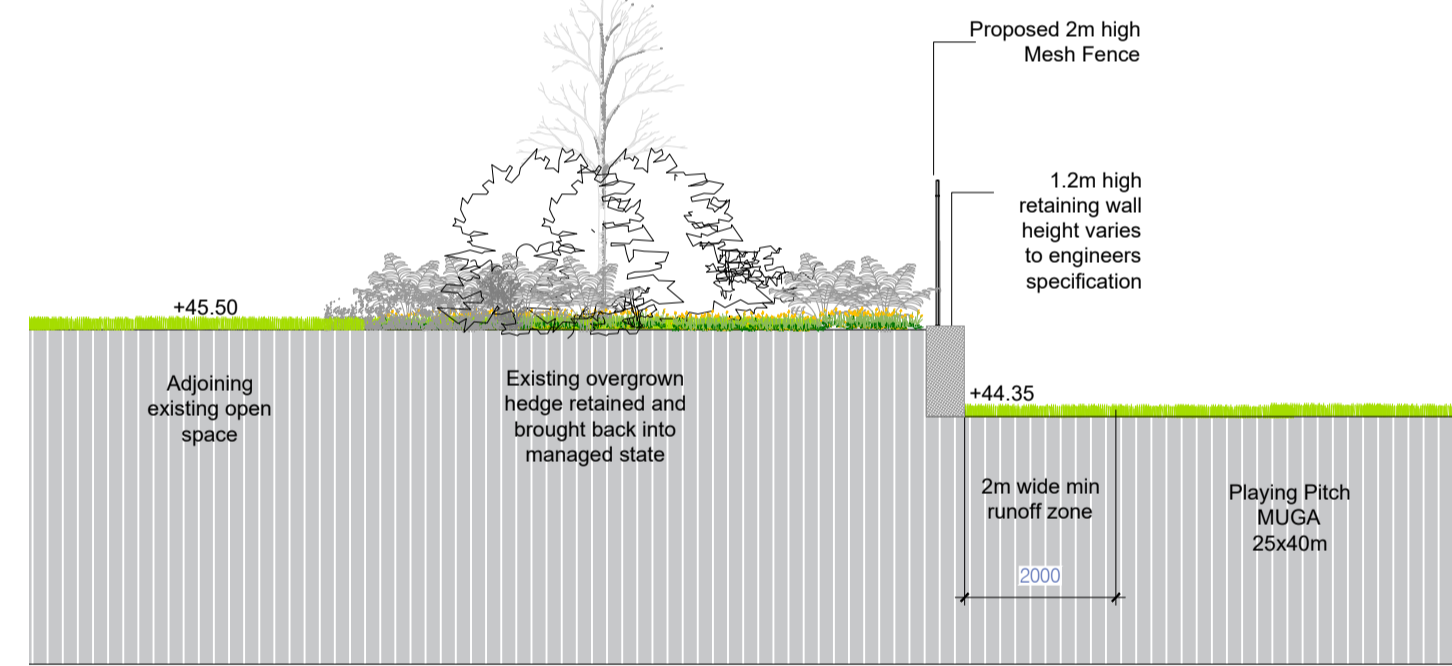 Proposed 2m high
Mesh Fence
1.2m high
retaining wall
height varies
to engineers
specification
+45.50
+44.35
Adjoining
existing open
space
Existing overgrown
hedge retained and
brought back into
managed state
2m wide min
runoff zone
2000
Playing Pitch
MUGA
25x40m